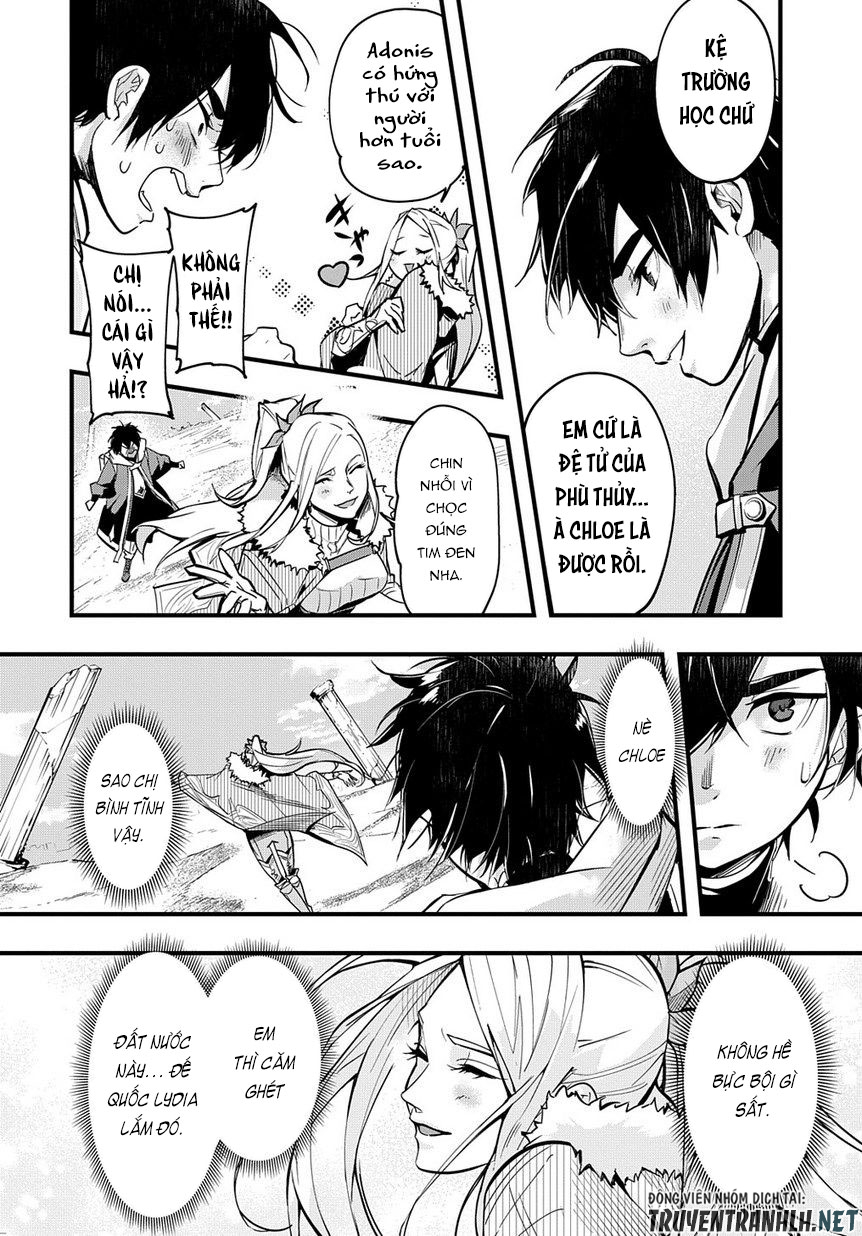 KỆ
TRƯỜNG
HỌC CHỨ
EM CỨ LÀ
ĐỆ TỬ CỦA
PHÙ THỦY...
À CHLOE LÀ
ĐƯỢC RỒI.
Adonis
có hứng
thú với
người
hơn tuổi
sao.
KHÔNG
PHẢI
THẾ!!
CHỊ
NÓI...
CÁI GÌ
VẬY
HẢ!?
CHIN
NHỖI VÌ
CHỌC
ĐÚNG
TIM ĐEN
NHA.
NÈ
CHLOE
SAO CHỊ
BÌNH TĨNH
VẬY.
KHÔNG HỀ
BỰC BỘI GÌ
SẤT.
EM
THÌ CĂM
GHÉT
ĐẤT NƯỚC
NÀY... ĐẾ
QUỐC LYDIA
LẮM ĐÓ.
ĐỘNG VIÊN NHÓM DỊCH TẠI:
TRUYENTRANHLH.NET